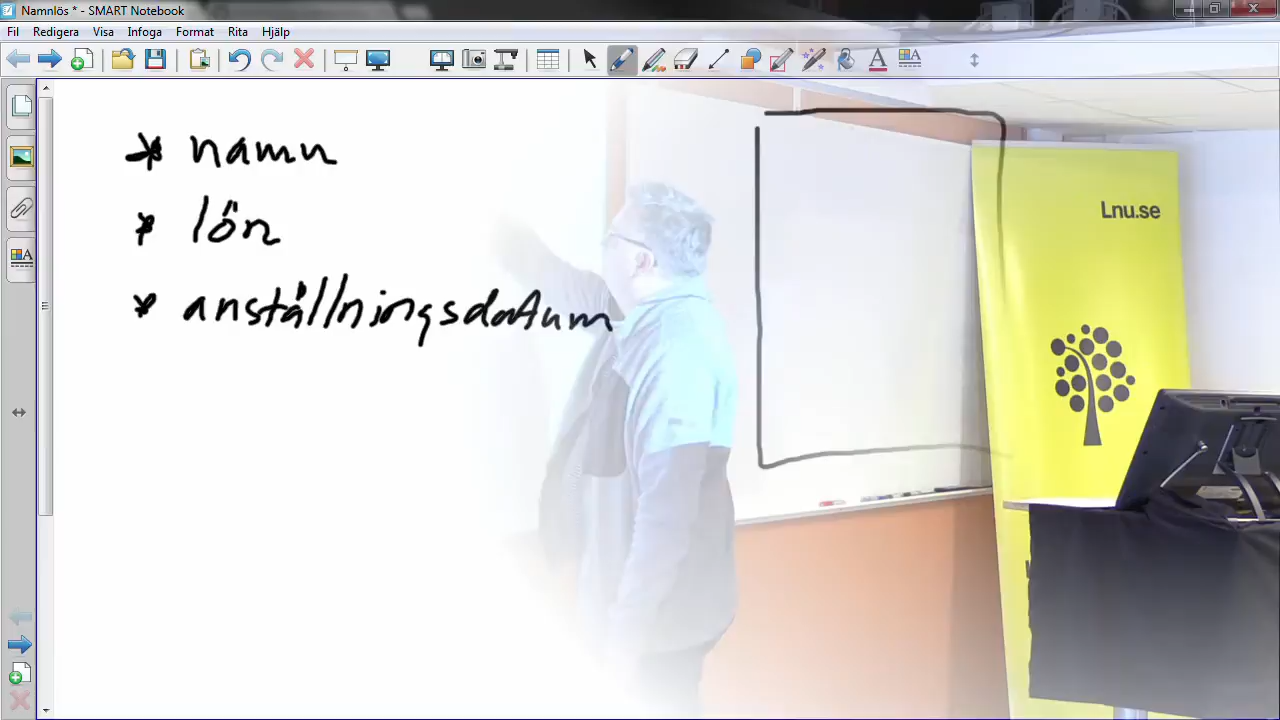 Namnlös * - SMART Notebook
Fil Redigera Visa Infoga Format Rita Hjälp
* namn
* lön
* anställningsdatum
Lnu.se